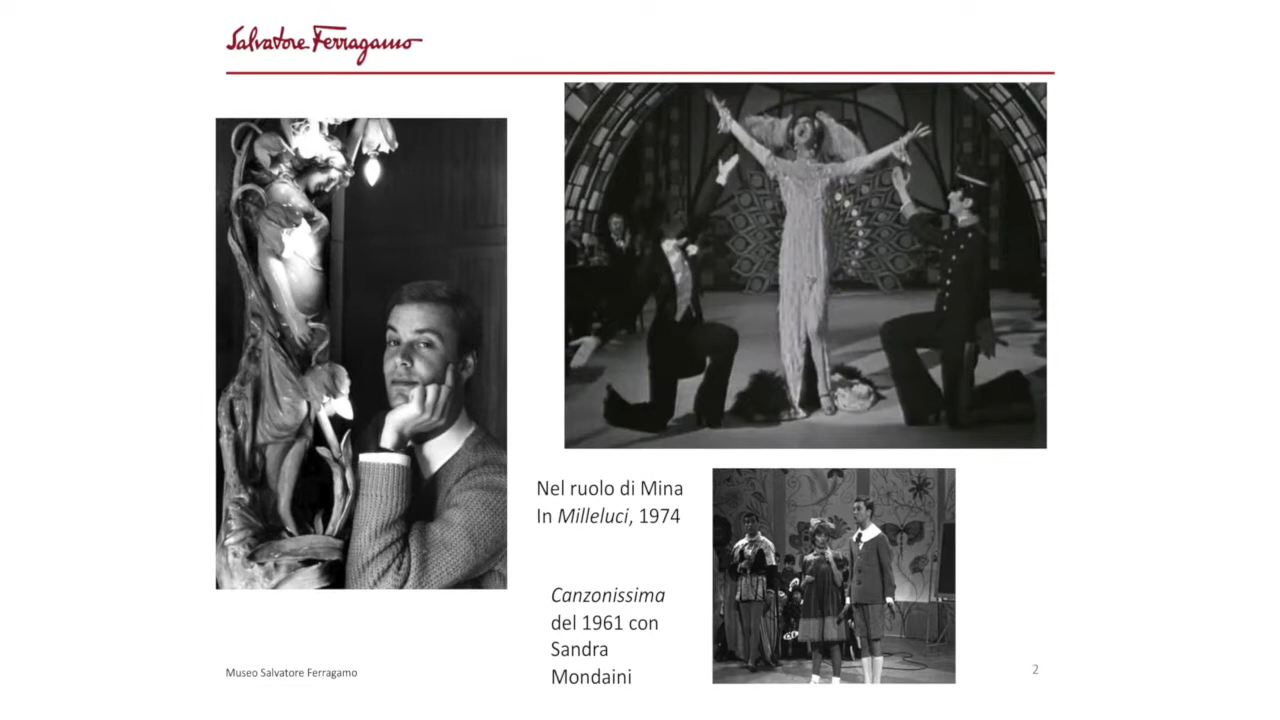 Salvatore Ferragamo
Nel ruolo di Mina
In Milleluci, 1974
Canzonissima
del 1961 con
Sandra
Mondaini
Museo Salvatore Ferragamo
2